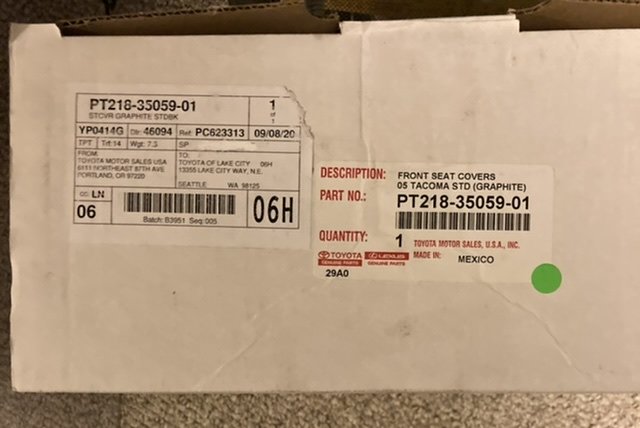 PT218-35059-01
1
of
1
STCVR GRAPHITE STDBK
YP0414G Dlr: 46094 Ref: PC623313 09/08/20
TPT Trl: 14 Wgt: 7.3 SP
FROM:
TOYOTA MOTOR SALES USA
6111 NORTHEAST 87TH AVE
PORTLAND, OR 97220
TO:
TOYOTA OF LAKE CITY 06H
13355 LAKE CITY WAY, N.E.
SEATTLE WA 98125
LN
06
Batch: B3951 Seq: 005
06H
DESCRIPTION: FRONT SEAT COVERS
05 TACOMA STD (GRAPHITE)
PART NO.: PT218-35059-01
QUANTITY: 1 TOYOTA MOTOR SALES, U.S.A., INC.
TOYOTA LEXUS MADE IN: MEXICO
GENUINE PARTS GENUINE PARTS
29A0